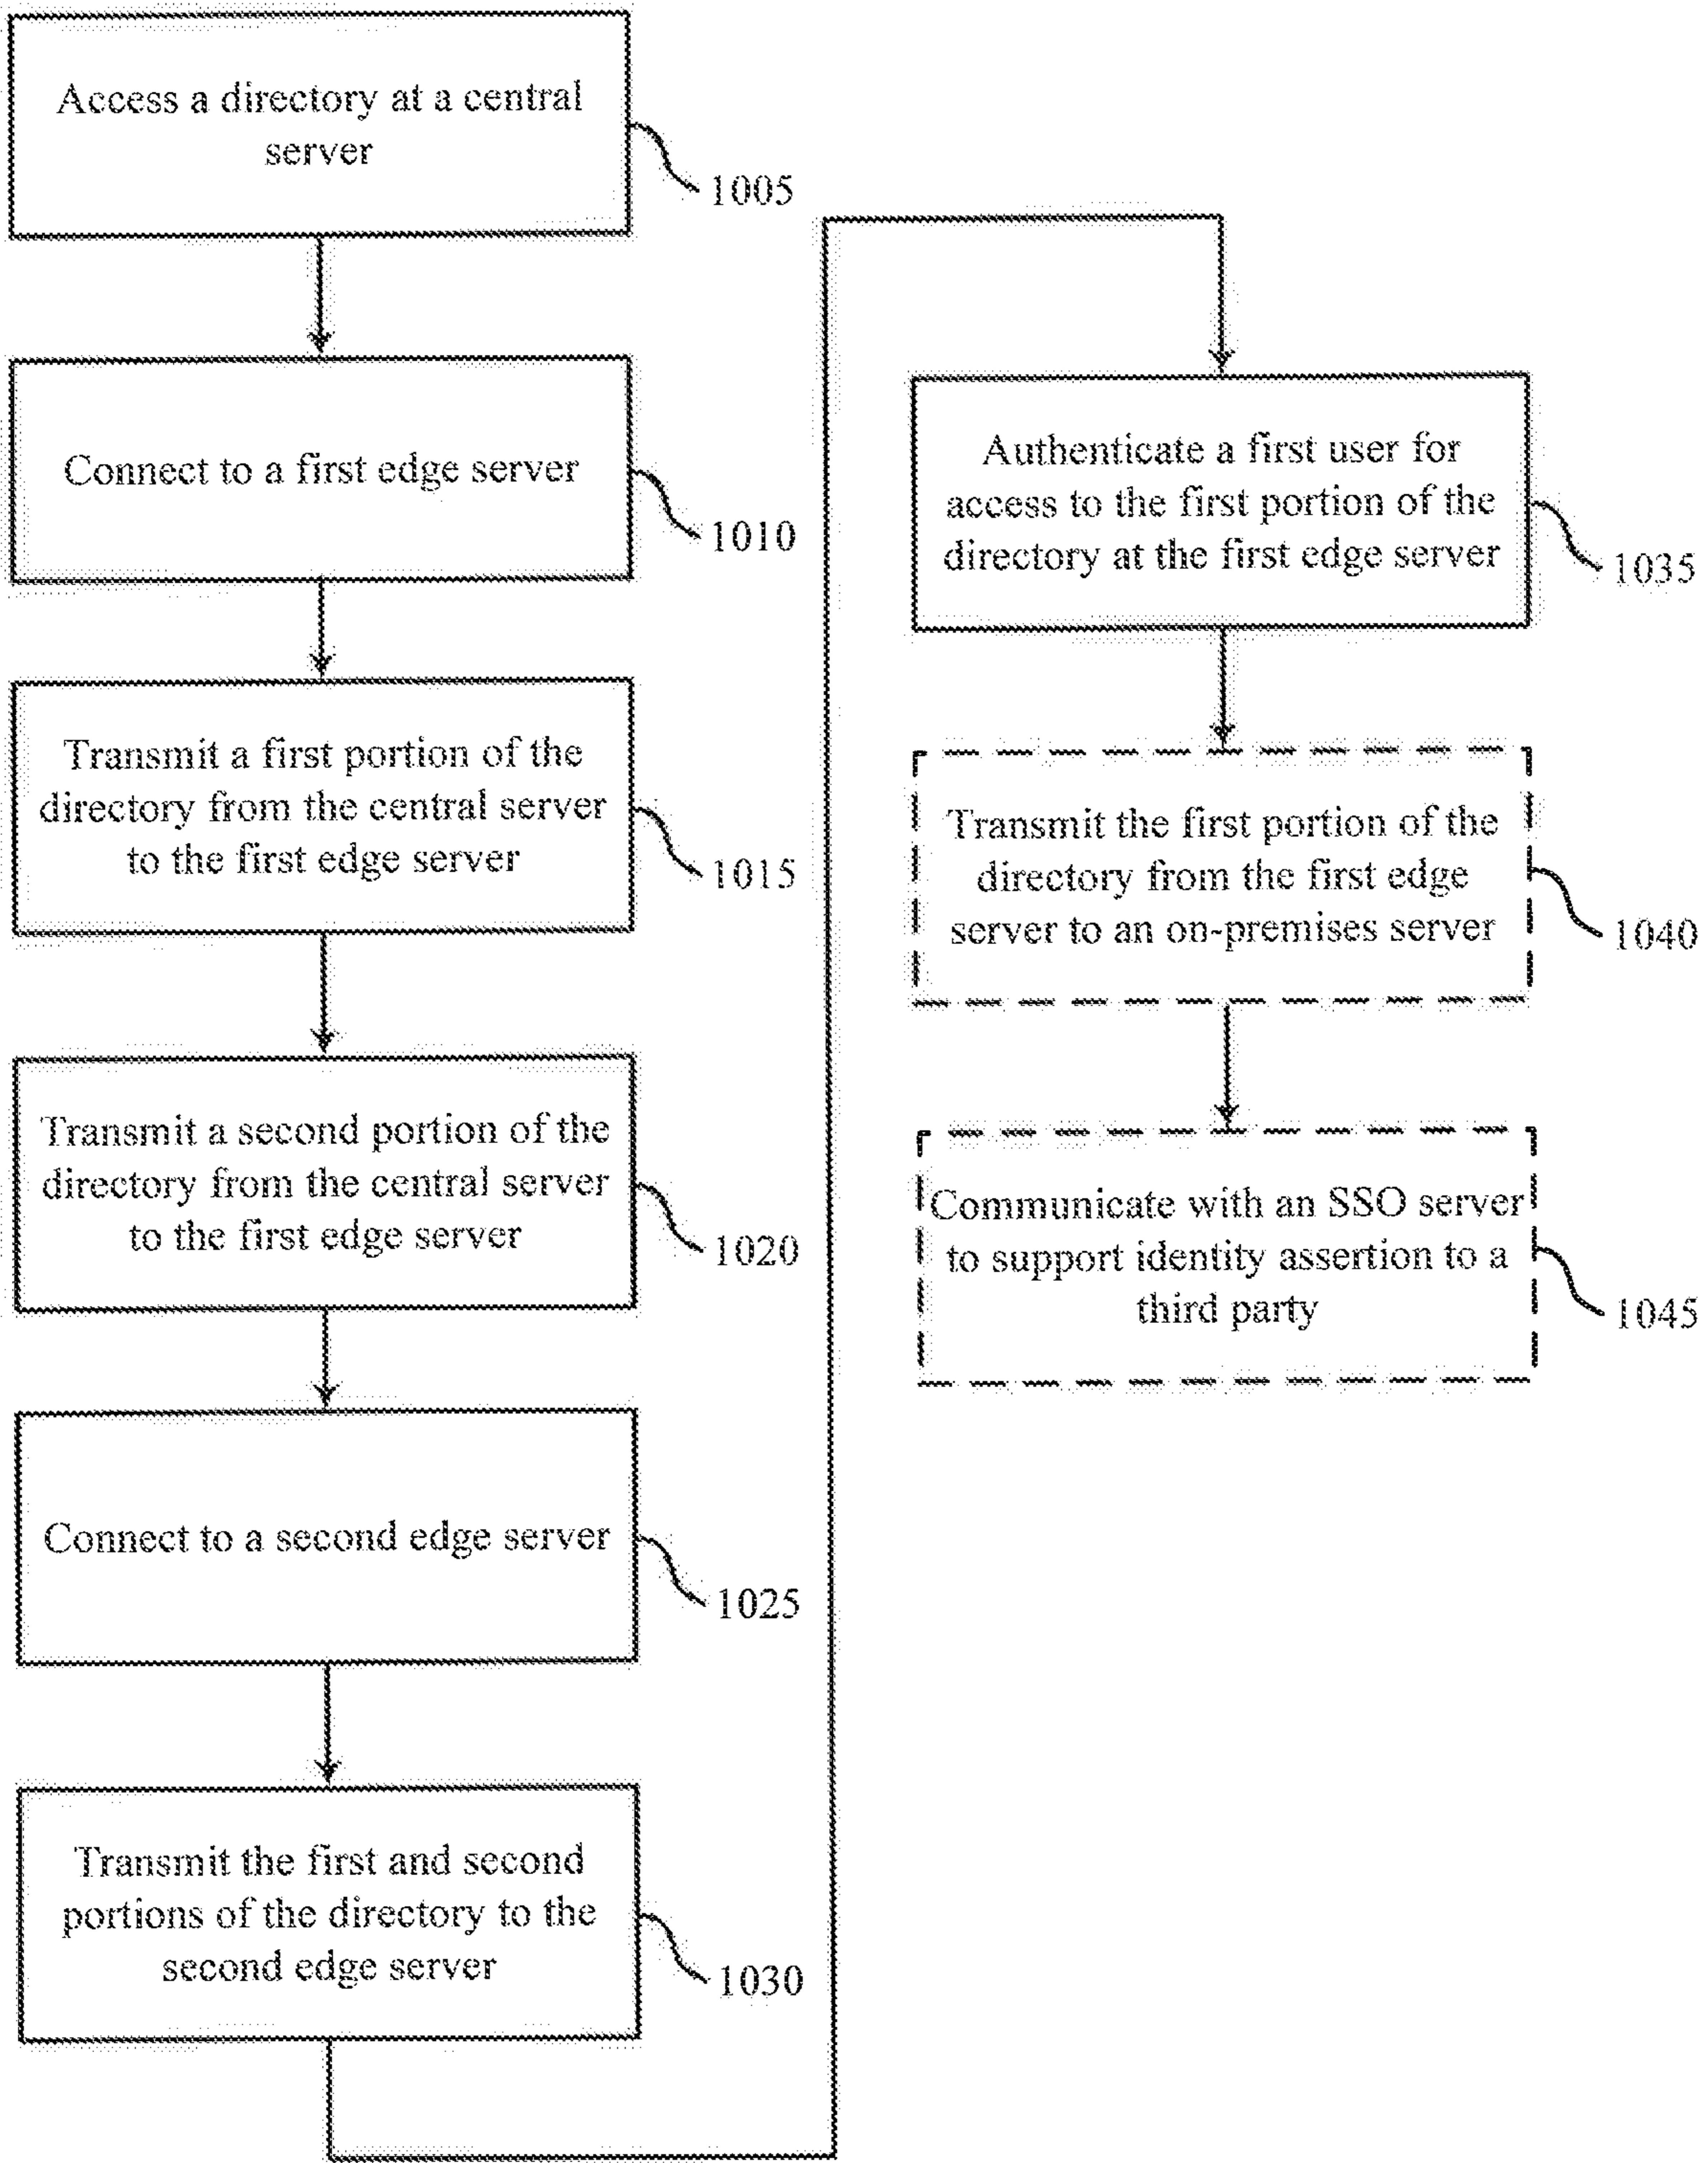 Access a directory at a central
server
1005
Connect to a first edge server
1010
Transmit a first portion of the
directory from the central server
to the first edge server
1015
Transmit a second portion of the
directory from the central server
to the first edge server
1020
Connect to a second edge server
1025
Transmit the first and second
portions of the directory to the
second edge server
1030
Authenticate a first user for
access to the first portion of the
directory at the first edge server
1035
Transmit the first portion of the
directory from the first edge
server to an on-premises server
1040
Communicate with an SSO server
to support identity assertion to a
third party
1045